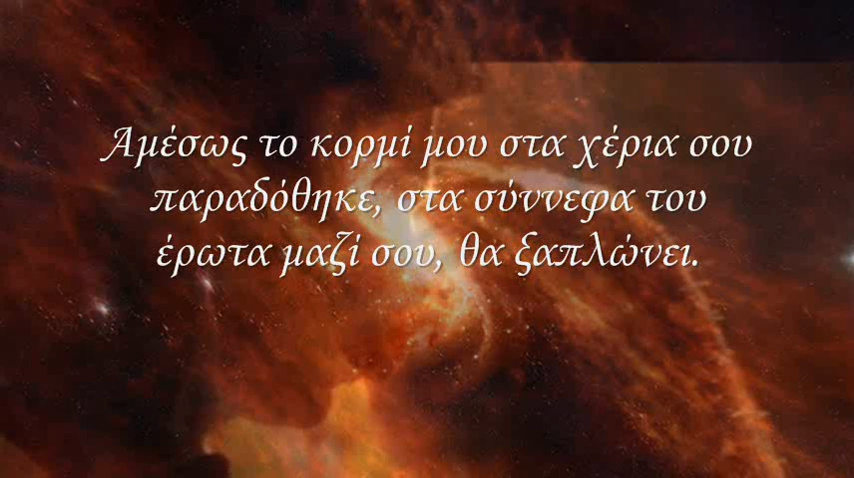 Αμέσως το κορμί μου στα χέρια σου
παραδόθηκε, στα σύννεφα του
έρωτα μαζί σου, θα ξαπλώνει.